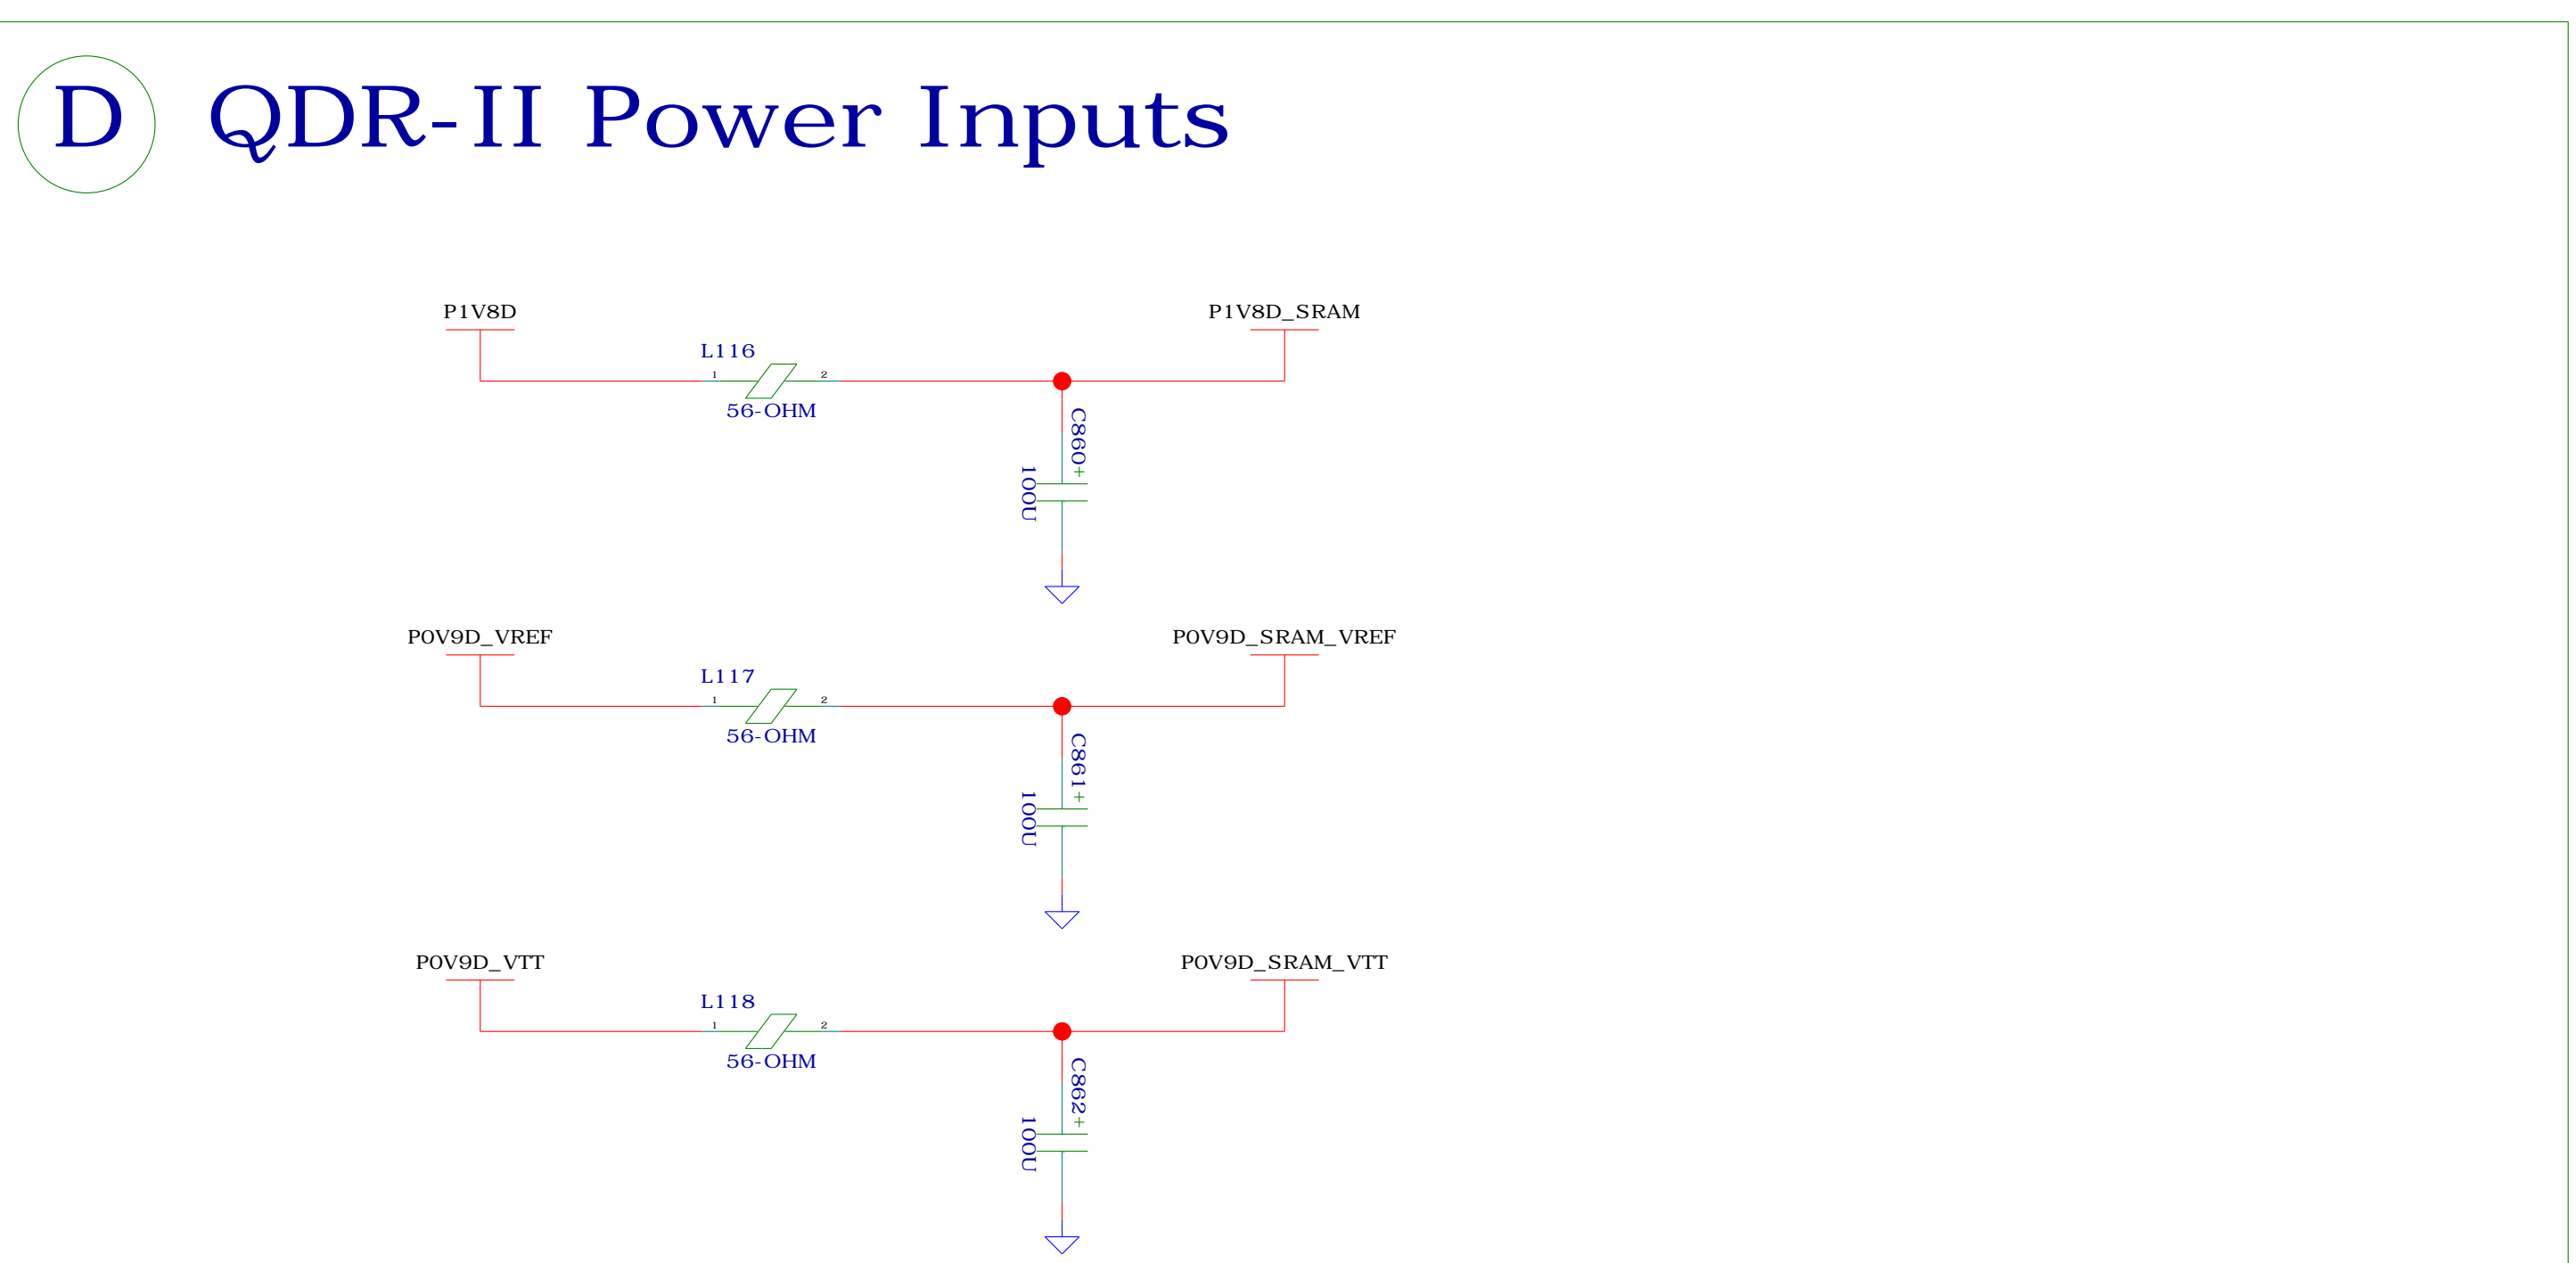 D QDR-II Power Inputs
P1V8D
P1V8D_SRAM
L116
1
2
56-OHM
C860+
100U
P0V9D_VREF
P0V9D_SRAM_VREF
L117
1
2
56-OHM
C861+
100U
P0V9D_VTT
P0V9D_SRAM_VTT
L118
1
2
56-OHM
C862+
100U